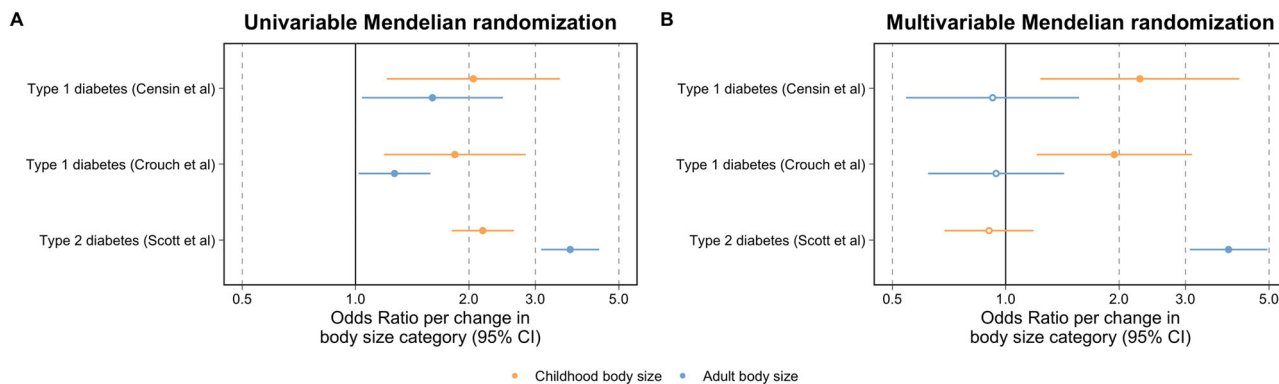 A
Univariable Mendelian randomization
Type 1 diabetes (Censin et al)
Type 1 diabetes (Crouch et al)
Type 2 diabetes (Scott et al)
0.5 1.0 2.0 3.0 5.0
Odds Ratio per change in
body size category (95% CI)
B
Multivariable Mendelian randomization
Type 1 diabetes (Censin et al)
Type 1 diabetes (Crouch et al)
Type 2 diabetes (Scott et al)
0.5 1.0 2.0 3.0 5.0
Odds Ratio per change in
body size category (95% CI)
Childhood body size Adult body size